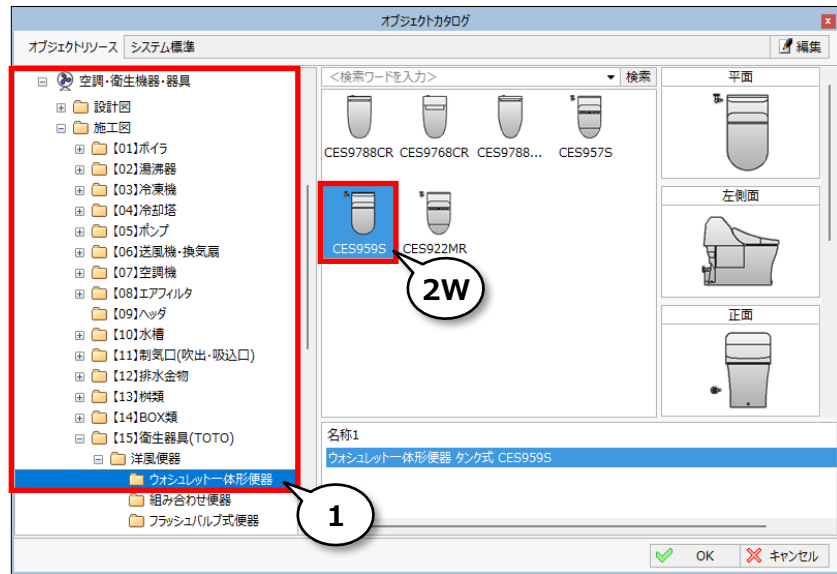 オブジェクトカタログ
オブジェクトリソース システム標準 編集
空調・衛生機器・器具
設計図
施工図
【01】ボイラ
【02】湯沸器
【03】冷凍機
【04】冷却塔
【05】ポンプ
【06】送風機・換気扇
【07】空調機
【08】エアフィルタ
【09】ヘッダ
【10】水槽
【11】制気口(吹出・吸込口)
【12】排水金物
【13】桝類
【14】BOX類
【15】衛生器具(TOTO)
洋風便器
ウォシュレット一体形便器
組み合わせ便器
フラッシュバルブ式便器
1
<検索ワードを入力> 検索
CES9788CR CES9768CR CES9788... CES957S
CES959S CES922MR
2W
平面
左側面
正面
名称1
ウォシュレット一体形便器 タンク式 CES959S
OK キャンセル